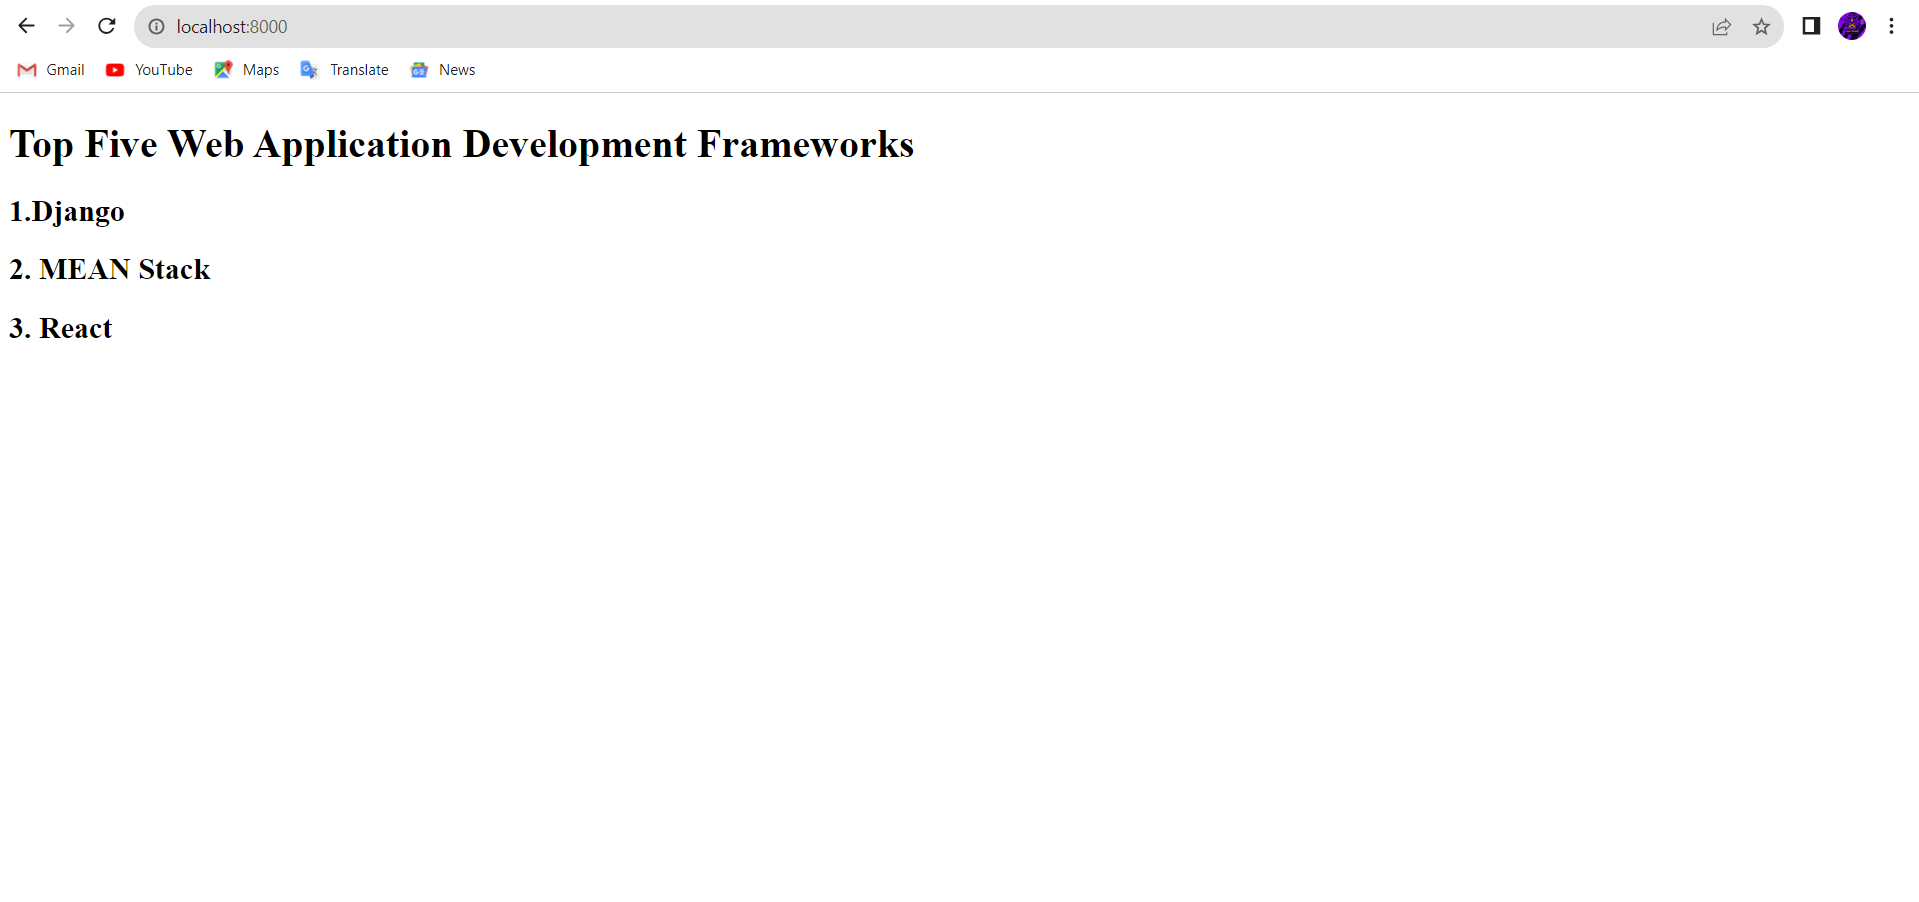 localhost:8000
Gmail YouTube Maps Translate News
Top Five Web Application Development Frameworks
1.Django
2. MEAN Stack
3. React